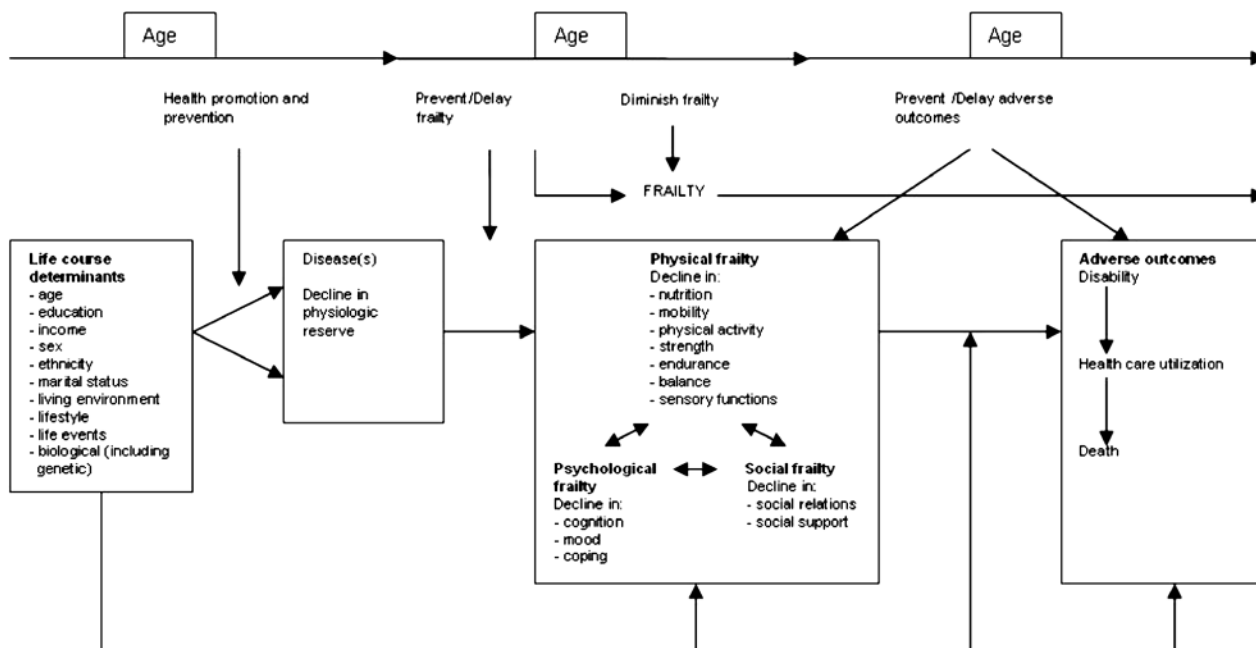 Age
Age
Age
Health promotion and
prevention
Prevent/Delay
frailty
Diminish frailty
Prevent /Delay adverse
outcomes
FRAILTY
Life course
determinants
- age
- education
- income
- sex
- ethnicity
- marital status
- living environment
- lifestyle
- life events
- biological (including
genetic)
Disease(s)
Decline in
physiologic
reserve
Physical frailty
Decline in:
- nutrition
- mobility
- physical activity
- strength
- endurance
- balance
- sensory functions
Psychological
frailty
Decline in:
- cognition
- mood
- coping
Social frailty
Decline in:
- social relations
- social support
Adverse outcomes
Disability
Health care utilization
Death